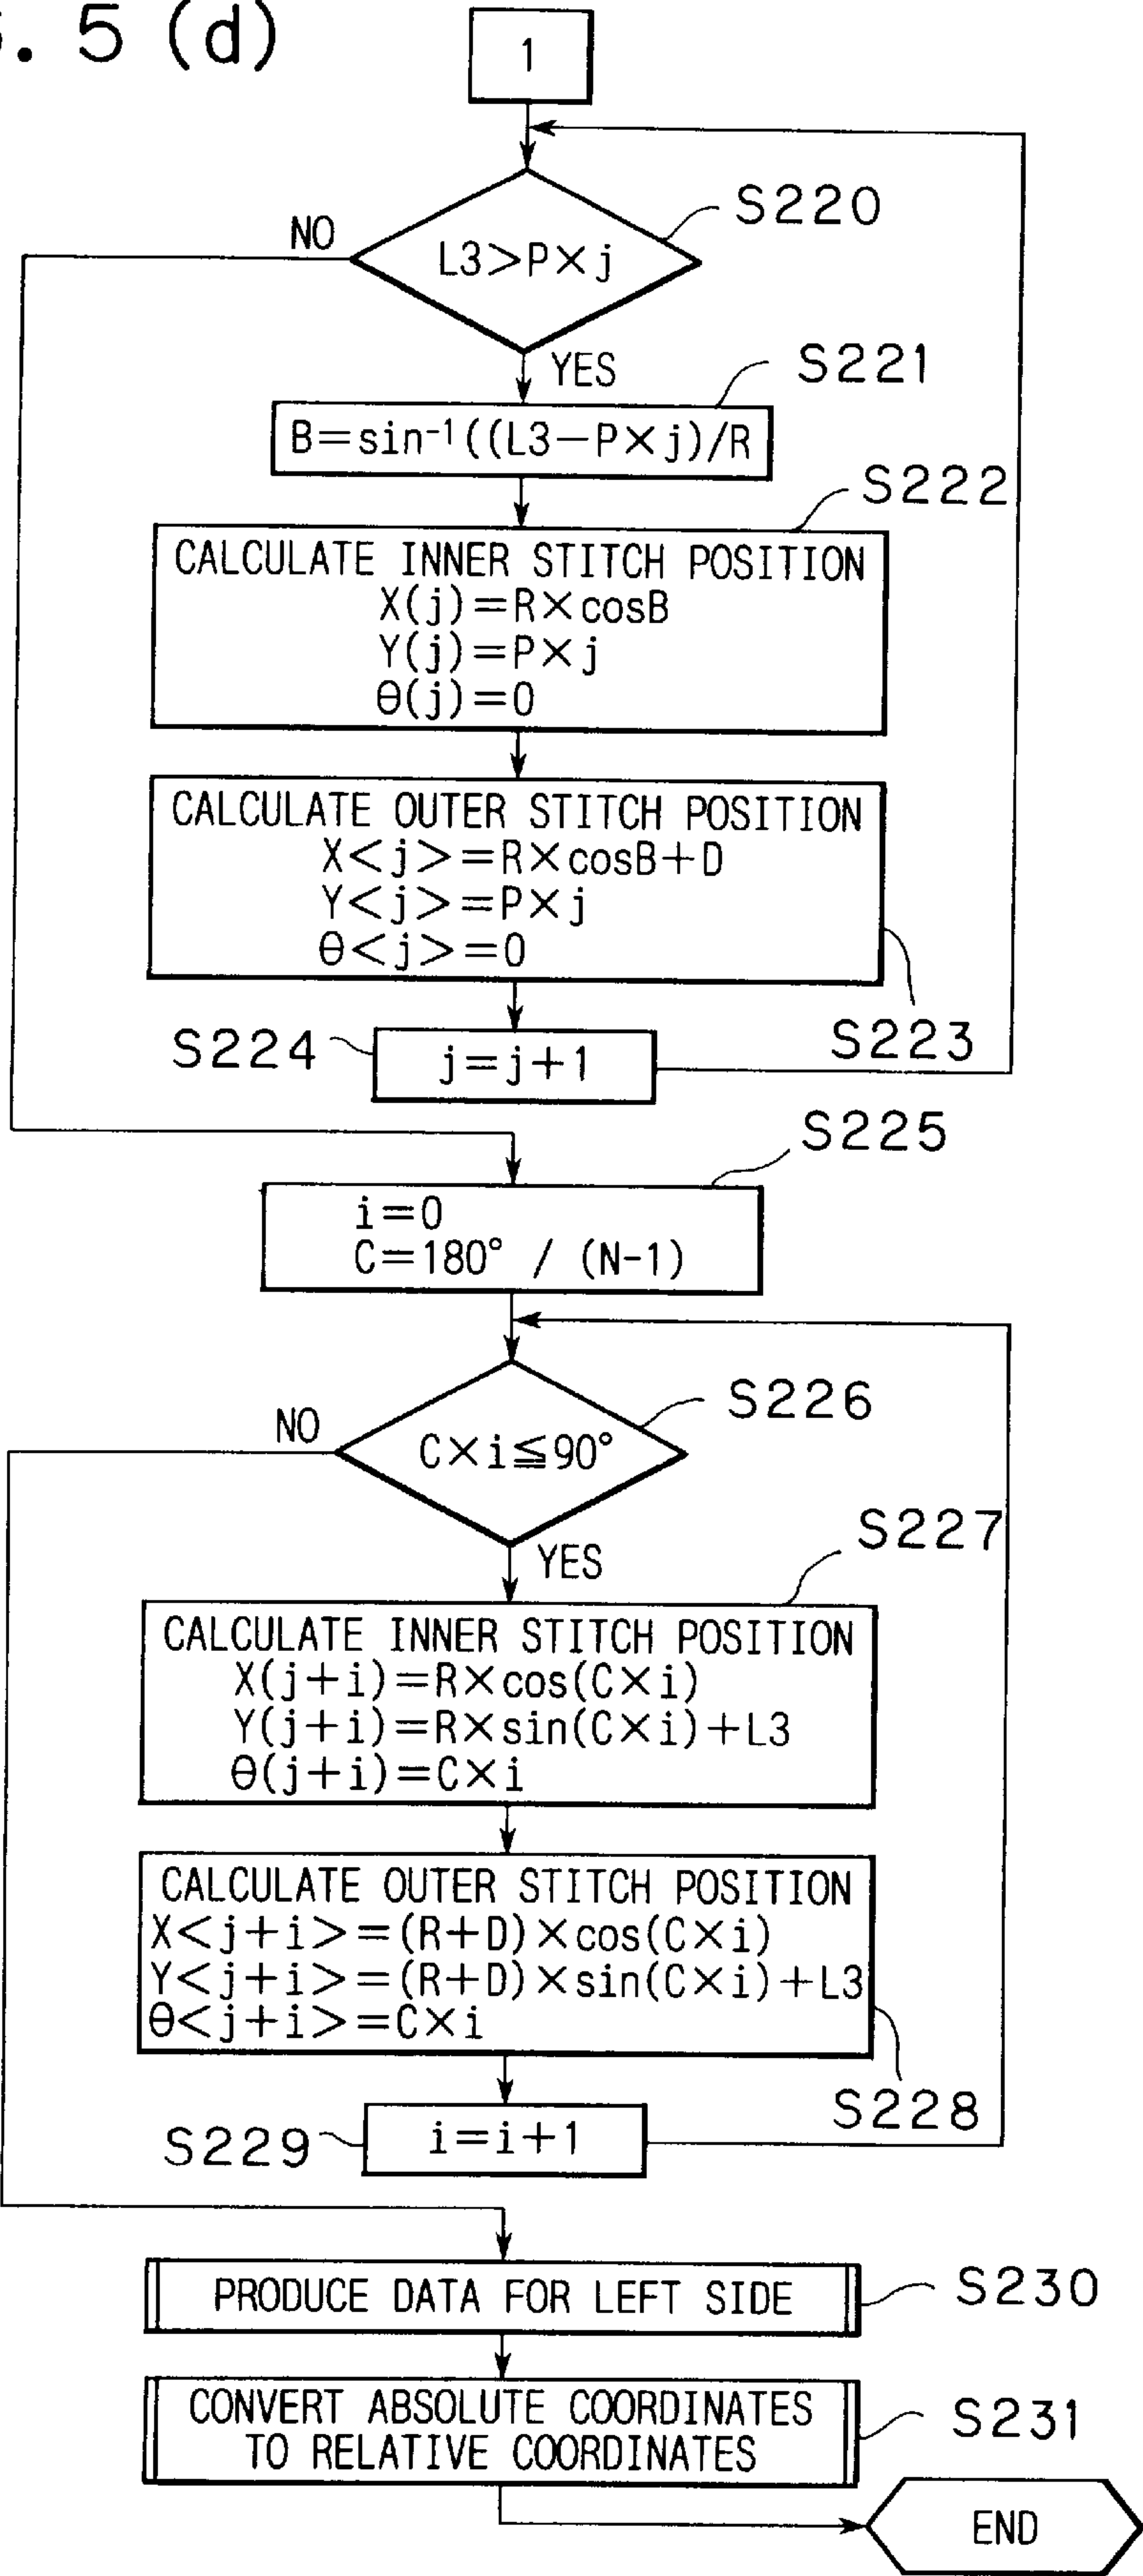 . 5 (d)
1
S220
NO
L3>P×j
YES
S221
B=sin⁻¹((L3-P×j)/R
S222
CALCULATE INNER STITCH POSITION
X(j)=R×cosB
Y(j)=P×j
θ(j)=0
CALCULATE OUTER STITCH POSITION
X<j>=R×cosB+D
Y<j>=P×j
θ<j>=0
S223
S224
j=j+1
S225
i=0
C=180° / (N-1)
S226
NO
C×i≦90°
YES
S227
CALCULATE INNER STITCH POSITION
X(j+i)=R×cos(C×i)
Y(j+i)=R×sin(C×i)+L3
θ(j+i)=C×i
CALCULATE OUTER STITCH POSITION
X<j+i>=(R+D)×cos(C×i)
Y<j+i>=(R+D)×sin(C×i)+L3
θ<j+i>=C×i
S228
S229
i=i+1
PRODUCE DATA FOR LEFT SIDE
S230
CONVERT ABSOLUTE COORDINATES
TO RELATIVE COORDINATES
S231
END